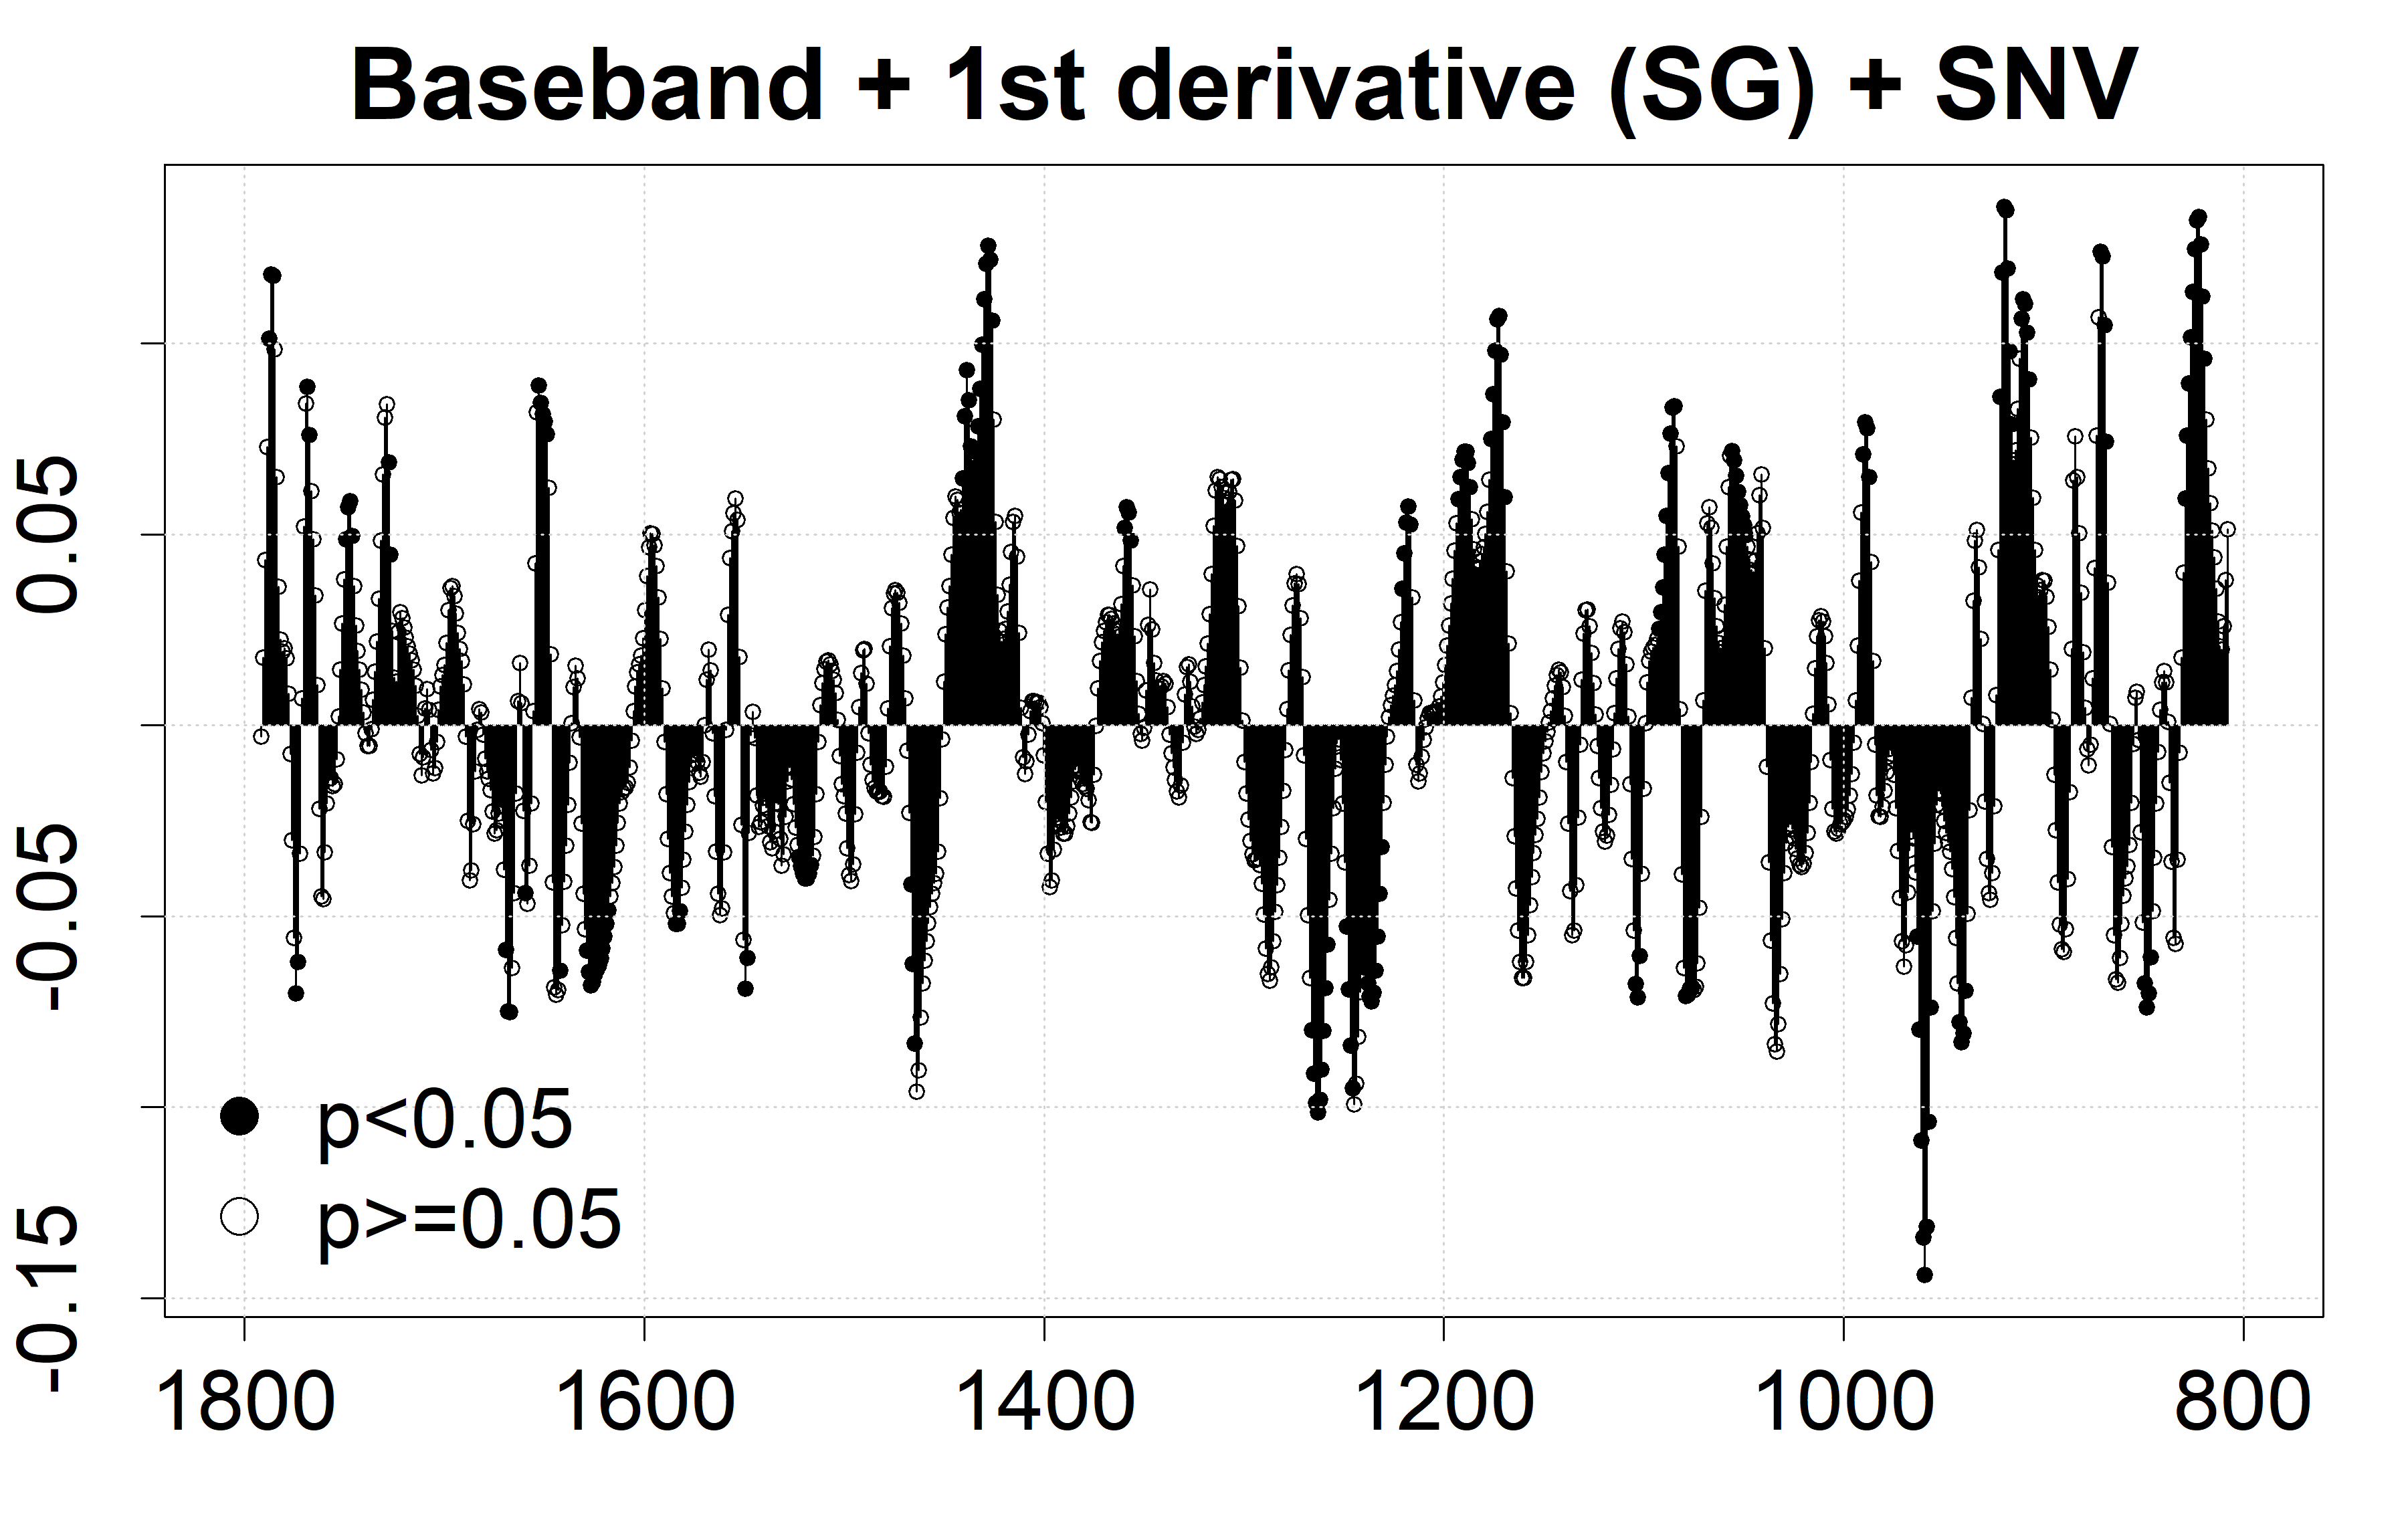 Baseband + 1st derivative (SG) + SNV
0.05
-0.05
-0.15
p<0.05
p>=0.05
1800 1600 1400 1200 1000 800